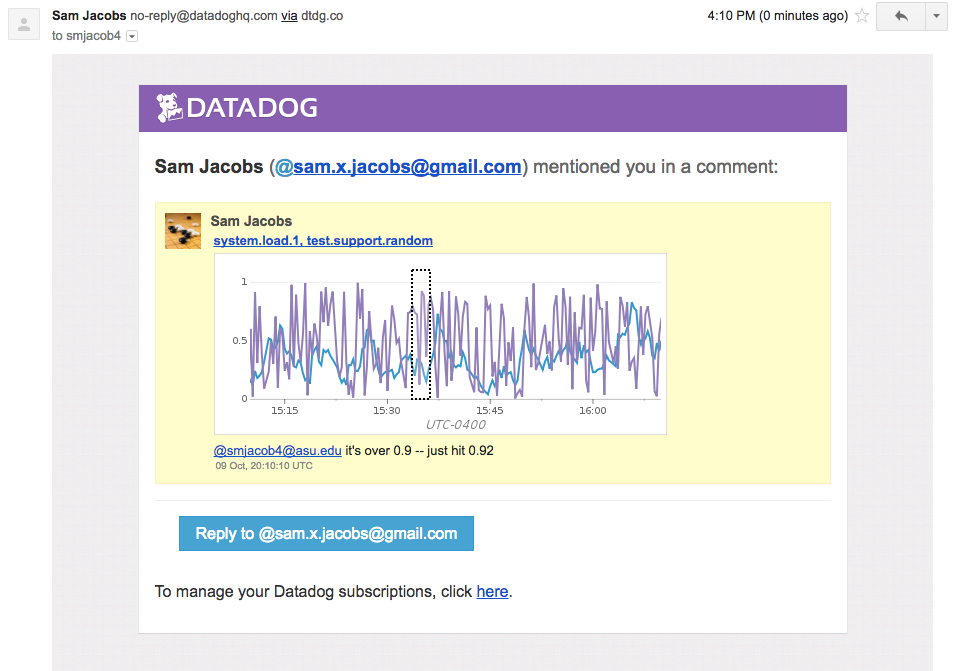 Sam Jacobs no-reply@datadoghq.com via dtdg.co
4:10 PM (0 minutes ago)
to smjacob4
DATADOG
Sam Jacobs (@sam.x.jacobs@gmail.com) mentioned you in a comment:
Sam Jacobs
system.load.1, test.support.random
1
0.5
0
15:15 15:30 15:45 16:00
UTC-0400
@smjacob4@asu.edu it's over 0.9 -- just hit 0.92
09 Oct, 20:10:10 UTC
Reply to @sam.x.jacobs@gmail.com
To manage your Datadog subscriptions, click here.